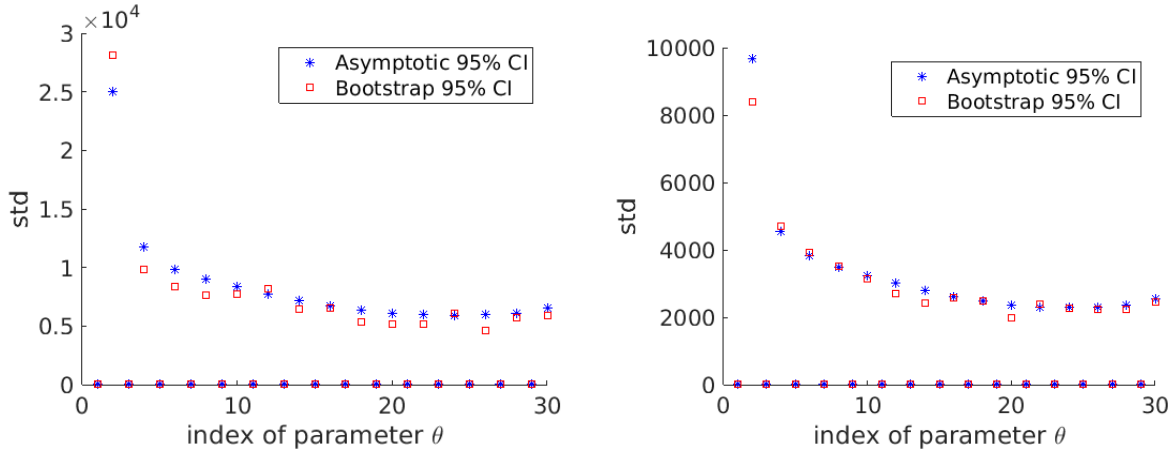 ×10⁴
3
2.5
2
1.5
1
0.5
0
0 10 20 30
std
index of parameter θ
Asymptotic 95% CI
Bootstrap 95% CI
10000
8000
6000
4000
2000
0
0 10 20 30
std
index of parameter θ
Asymptotic 95% CI
Bootstrap 95% CI